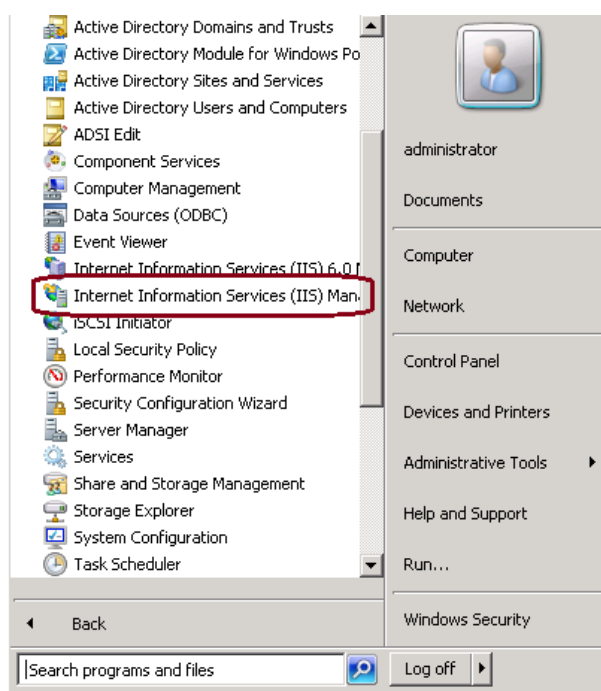 Active Directory Domains and Trusts
Active Directory Module for Windows Po
Active Directory Sites and Services
Active Directory Users and Computers
ADSI Edit
Component Services
Computer Management
Data Sources (ODBC)
Event Viewer
Internet Information Services (IIS) 6.0 M
Internet Information Services (IIS) Man
iSCSI Initiator
Local Security Policy
Performance Monitor
Security Configuration Wizard
Server Manager
Services
Share and Storage Management
Storage Explorer
System Configuration
Task Scheduler
Back
Search programs and files
administrator
Documents
Computer
Network
Control Panel
Devices and Printers
Administrative Tools
Help and Support
Run...
Windows Security
Log off